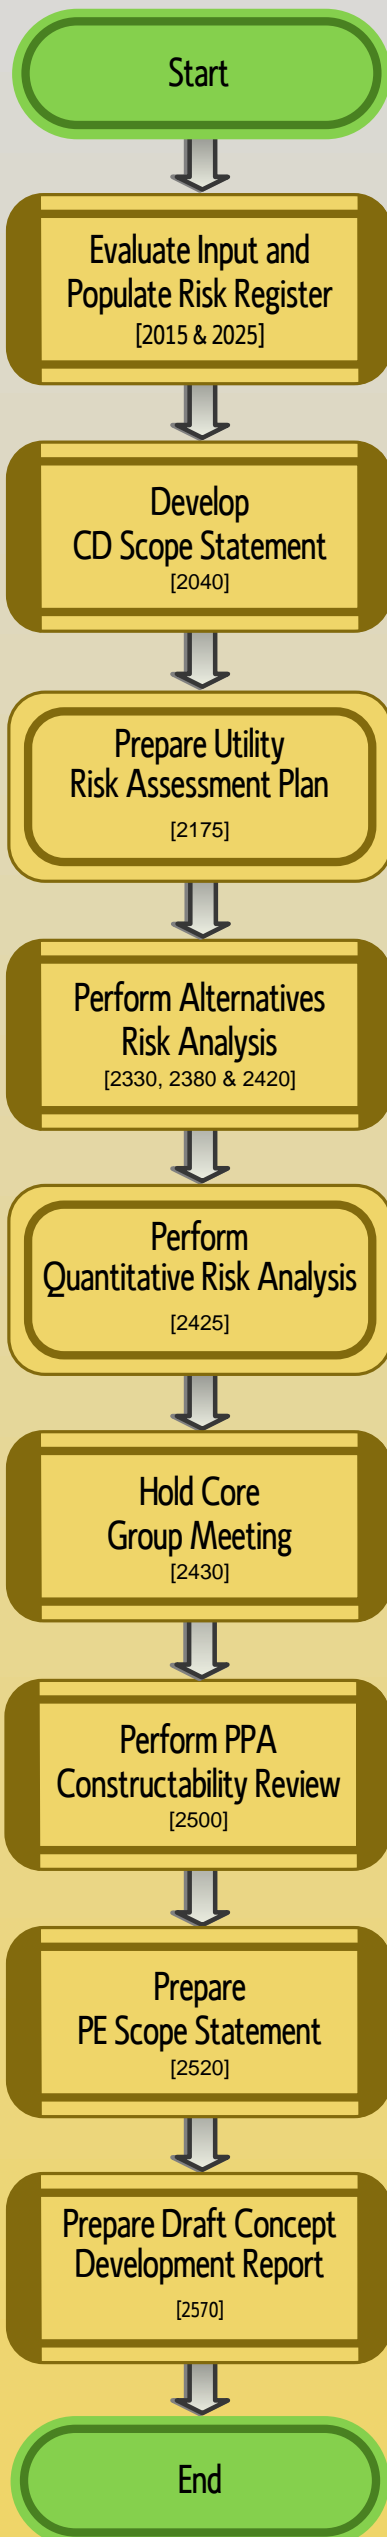 Start
Evaluate Input and
Populate Risk Register
[2015 & 2025]
Develop
CD Scope Statement
[2040]
Prepare Utility
Risk Assessment Plan
[2175]
Perform Alternatives
Risk Analysis
[2330, 2380 & 2420]
Perform
Quantitative Risk Analysis
[2425]
Hold Core
Group Meeting
[2430]
Perform PPA
Constructability Review
[2500]
Prepare
PE Scope Statement
[2520]
Prepare Draft Concept
Development Report
[2570]
End